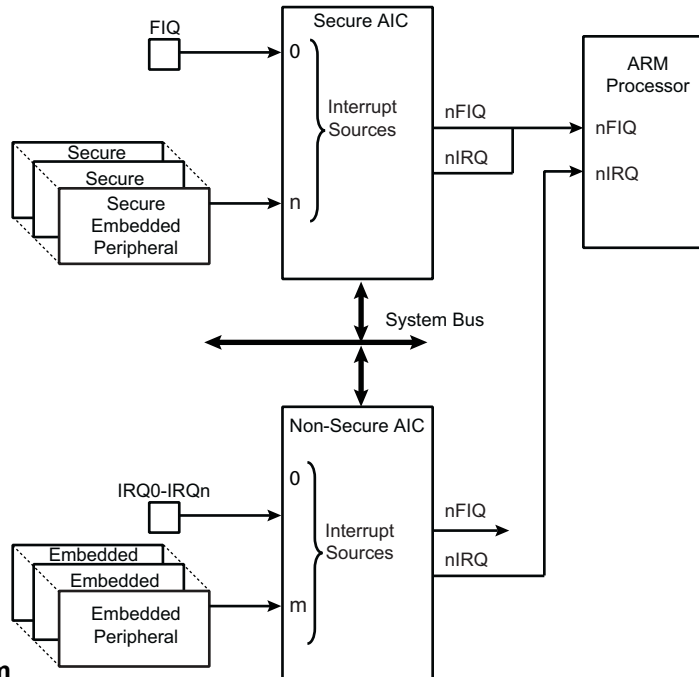 FIQ
Secure AIC
0
Interrupt
Sources
n
Secure
Secure
Secure
Embedded
Peripheral
nFIQ
nIRQ
ARM
Processor
nFIQ
nIRQ
System Bus
Non-Secure AIC
IRQ0-IRQn
0
Interrupt
Sources
m
Embedded
Embedded
Embedded
Peripheral
nFIQ
nIRQ